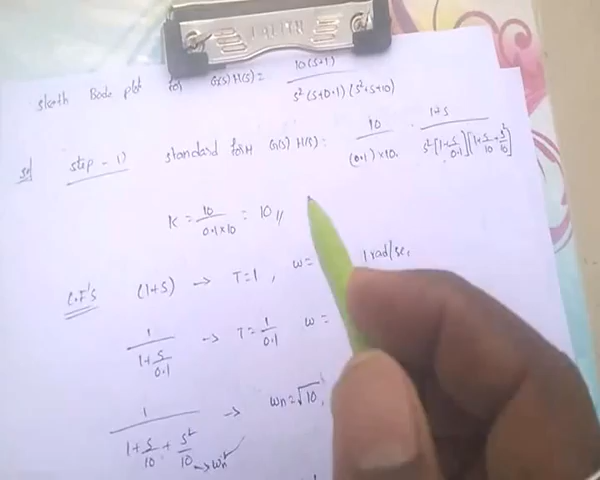 LALITH
Sketh Bode plot for G(s) H(s) = 10(s+1) / s² (s+0.1) (s²+s+10)
Sol Step - 1) Standard form G(s) H(s): 10 / (0.1)×10 · 1+s / s² [1+s/0.1] [1+s/10+s²/10]
K = 10 / 0.1×10 = 10 //
C.F's (1+s) → T=1, ω= 1 rad/sec
1 / 1+s/0.1 → T = 1/0.1 ω =
1 / 1+s/10+s²/10 → ωn² → ωn=√10,